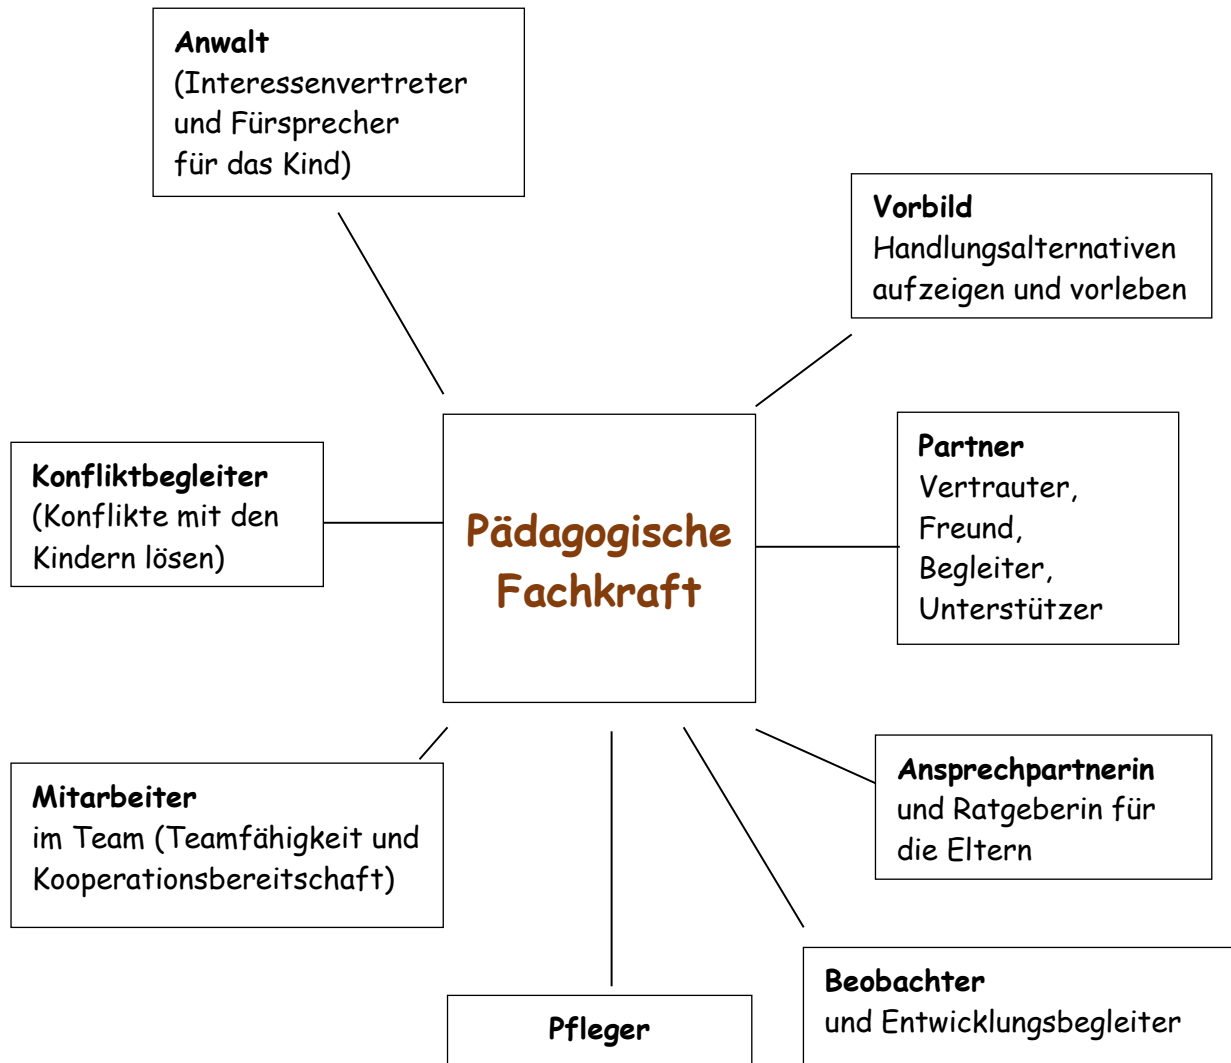 Anwalt
(Interessenvertreter
und Fürsprecher
für das Kind)
Vorbild
Handlungsalternativen
aufzeigen und vorleben
Konfliktbegleiter
(Konflikte mit den
Kindern lösen)
Pädagogische
Fachkraft
Partner
Vertrauter,
Freund,
Begleiter,
Unterstützer
Mitarbeiter
im Team (Teamfähigkeit und
Kooperationsbereitschaft)
Ansprechpartnerin
und Ratgeberin für
die Eltern
Pfleger
Beobachter
und Entwicklungsbegleiter